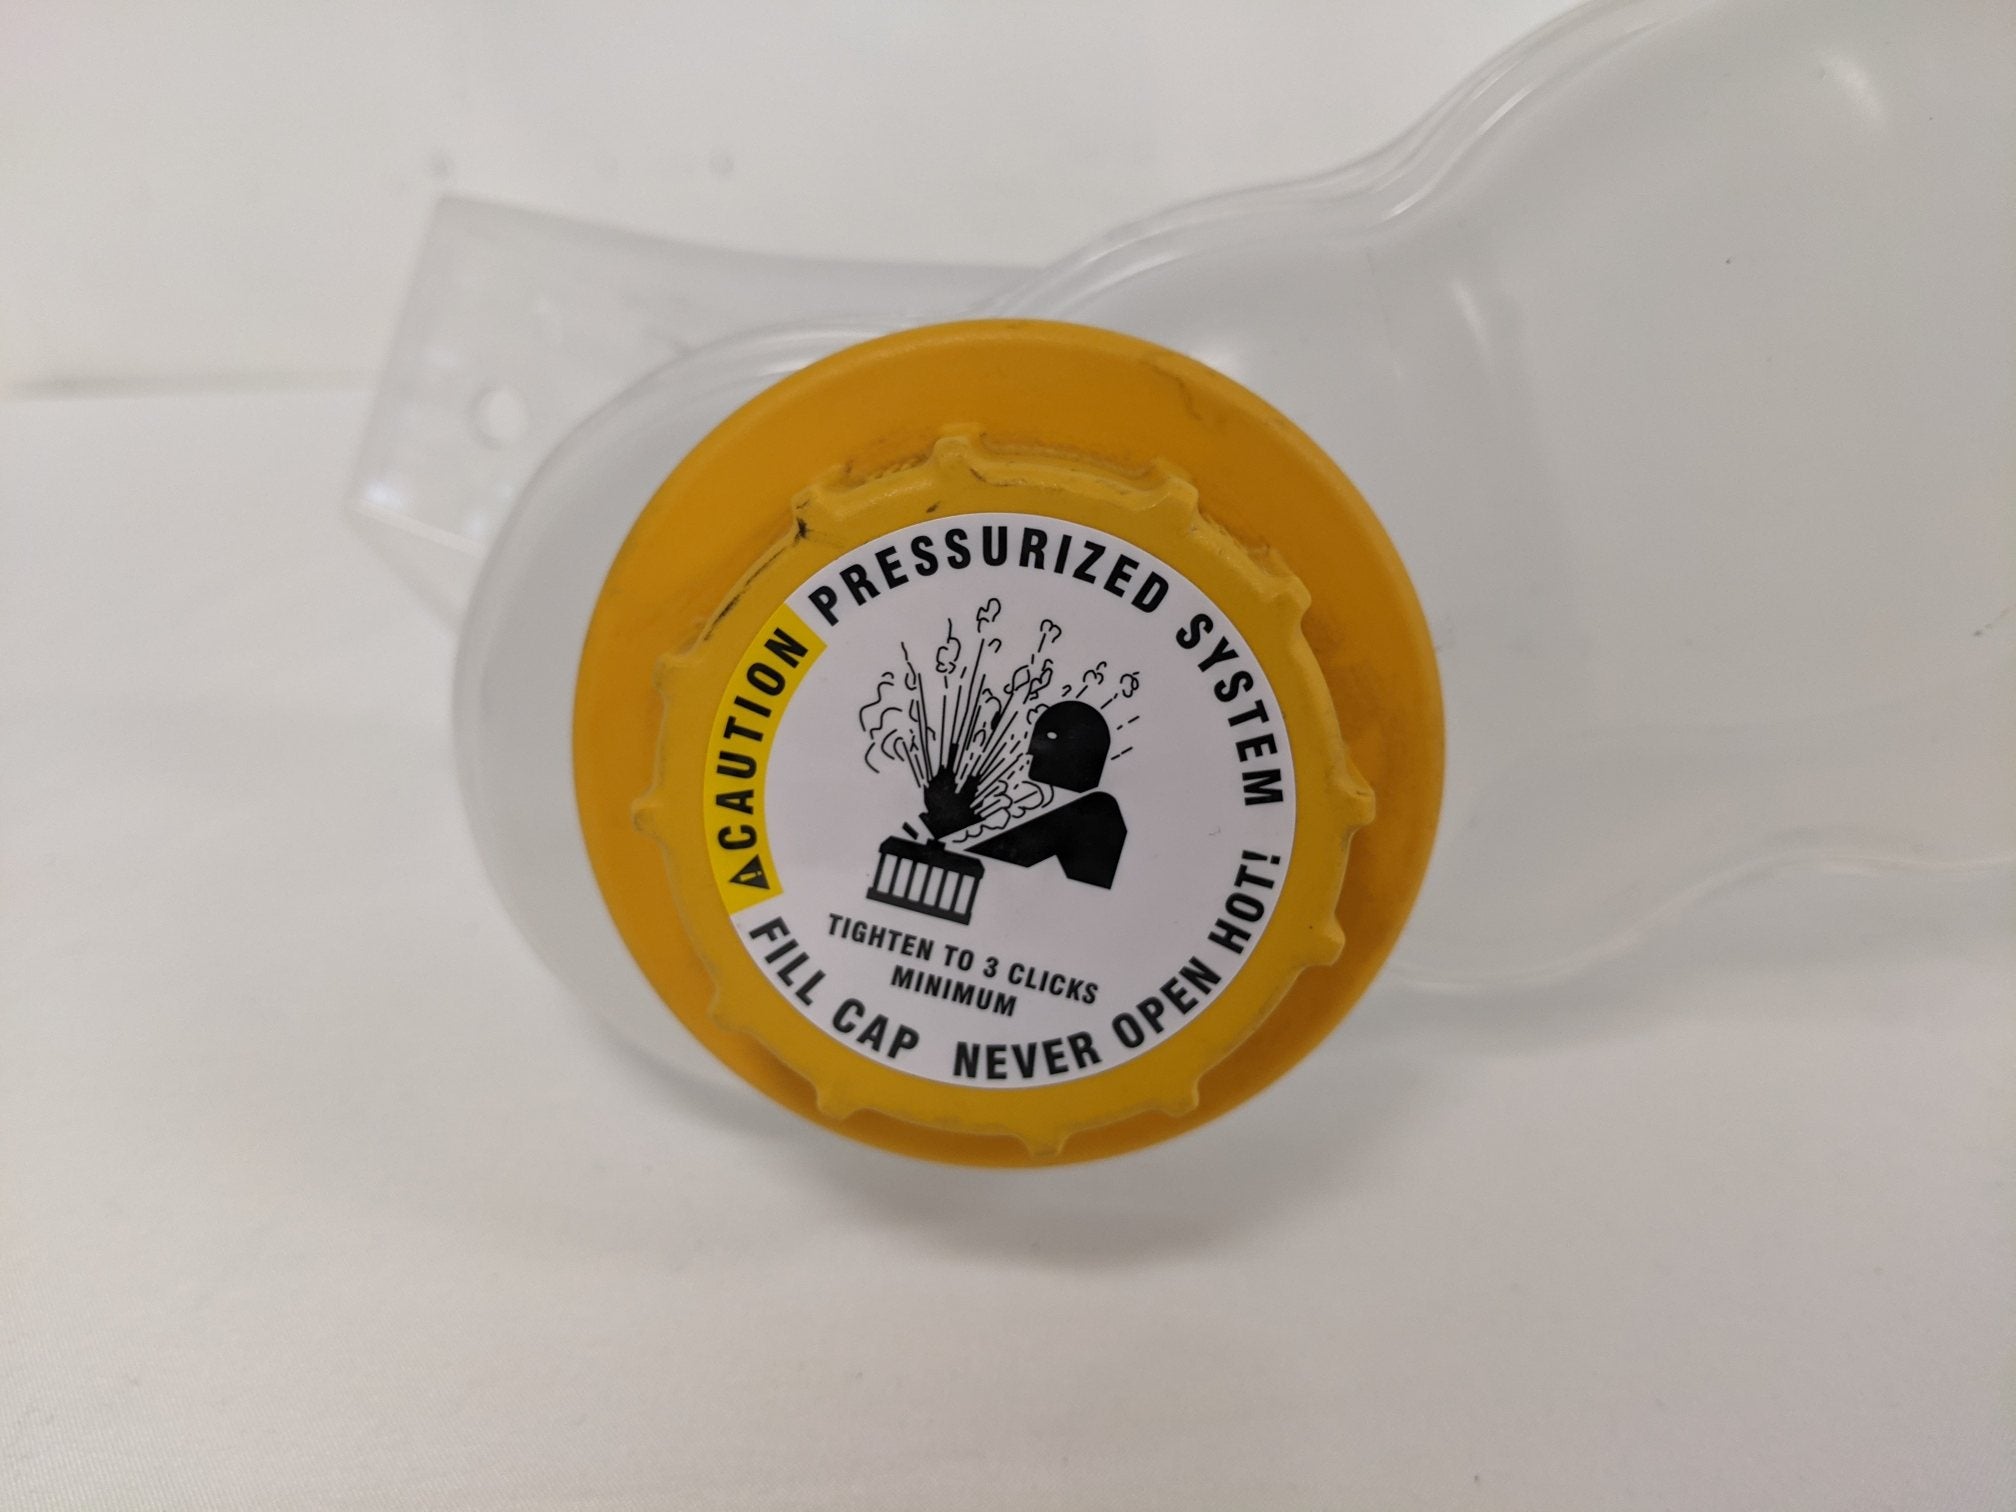 ⚠CAUTION PRESSURIZED SYSTEM
FILL CAP NEVER OPEN HOT!
TIGHTEN TO 3 CLICKS
MINIMUM